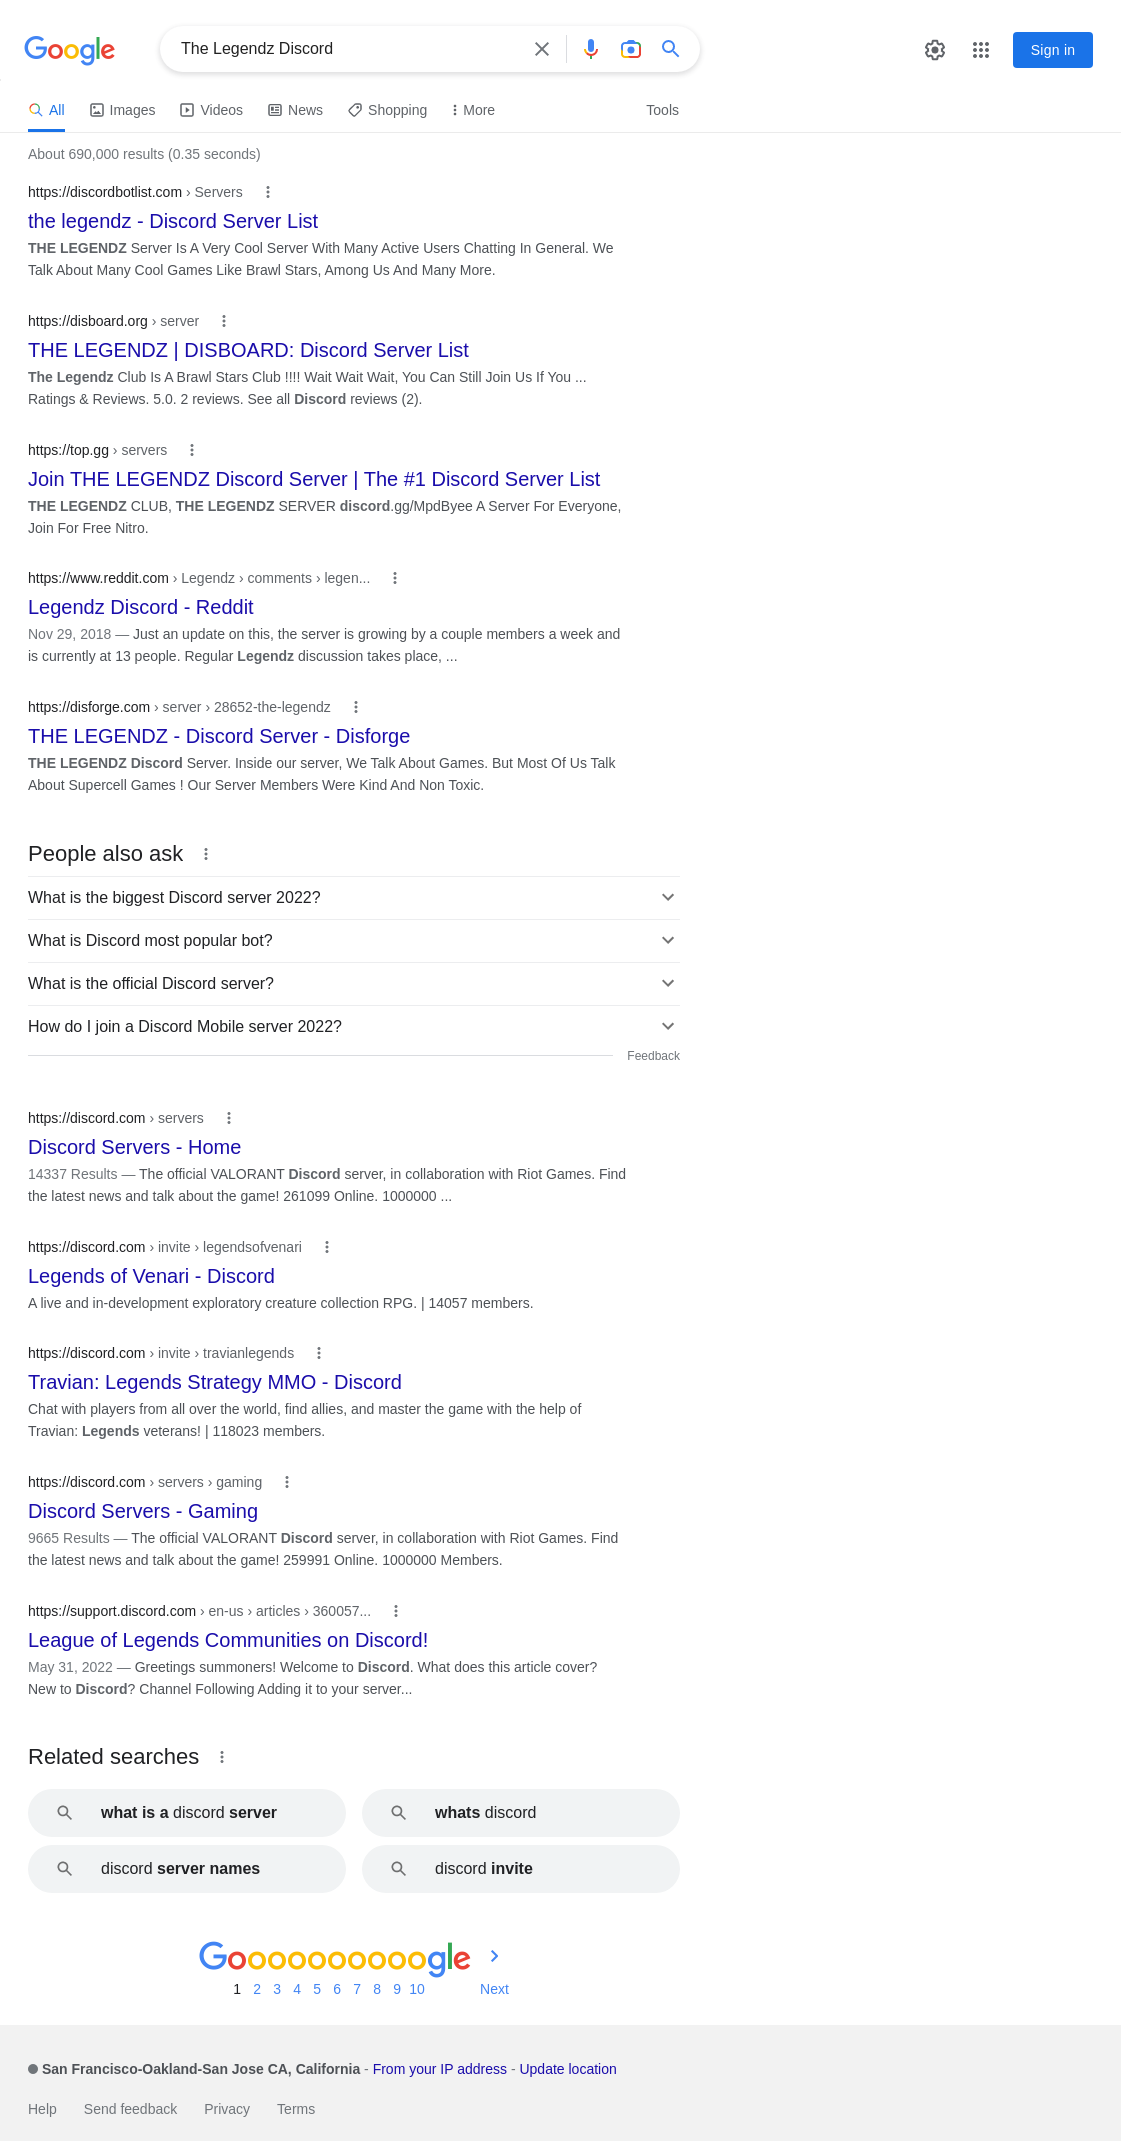 Google
The Legendz Discord
Sign in
All
Images
Videos
News
Shopping
More
Tools
About 690,000 results (0.35 seconds)
https://discordbotlist.com › Servers
the legendz - Discord Server List
THE LEGENDZ Server Is A Very Cool Server With Many Active Users Chatting In General. We
Talk About Many Cool Games Like Brawl Stars, Among Us And Many More.
https://disboard.org › server
THE LEGENDZ | DISBOARD: Discord Server List
The Legendz Club Is A Brawl Stars Club !!!! Wait Wait Wait, You Can Still Join Us If You ...
Ratings & Reviews. 5.0. 2 reviews. See all Discord reviews (2).
https://top.gg › servers
Join THE LEGENDZ Discord Server | The #1 Discord Server List
THE LEGENDZ CLUB, THE LEGENDZ SERVER discord.gg/MpdByee A Server For Everyone,
Join For Free Nitro.
https://www.reddit.com › Legendz › comments › legen...
Legendz Discord - Reddit
Nov 29, 2018 — Just an update on this, the server is growing by a couple members a week and
is currently at 13 people. Regular Legendz discussion takes place, ...
https://disforge.com › server › 28652-the-legendz
THE LEGENDZ - Discord Server - Disforge
THE LEGENDZ Discord Server. Inside our server, We Talk About Games. But Most Of Us Talk
About Supercell Games ! Our Server Members Were Kind And Non Toxic.
People also ask
What is the biggest Discord server 2022?
What is Discord most popular bot?
What is the official Discord server?
How do I join a Discord Mobile server 2022?
Feedback
https://discord.com › servers
Discord Servers - Home
14337 Results — The official VALORANT Discord server, in collaboration with Riot Games. Find
the latest news and talk about the game! 261099 Online. 1000000 ...
https://discord.com › invite › legendsofvenari
Legends of Venari - Discord
A live and in-development exploratory creature collection RPG. | 14057 members.
https://discord.com › invite › travianlegends
Travian: Legends Strategy MMO - Discord
Chat with players from all over the world, find allies, and master the game with the help of
Travian: Legends veterans! | 118023 members.
https://discord.com › servers › gaming
Discord Servers - Gaming
9665 Results — The official VALORANT Discord server, in collaboration with Riot Games. Find
the latest news and talk about the game! 259991 Online. 1000000 Members.
https://support.discord.com › en-us › articles › 360057...
League of Legends Communities on Discord!
May 31, 2022 — Greetings summoners! Welcome to Discord. What does this article cover?
New to Discord? Channel Following Adding it to your server...
Related searches
what is a discord server
whats discord
discord server names
discord invite
Goooooooooogle
1 2 3 4 5 6 7 8 9 10 Next
San Francisco-Oakland-San Jose CA, California - From your IP address - Update location
Help Send feedback Privacy Terms